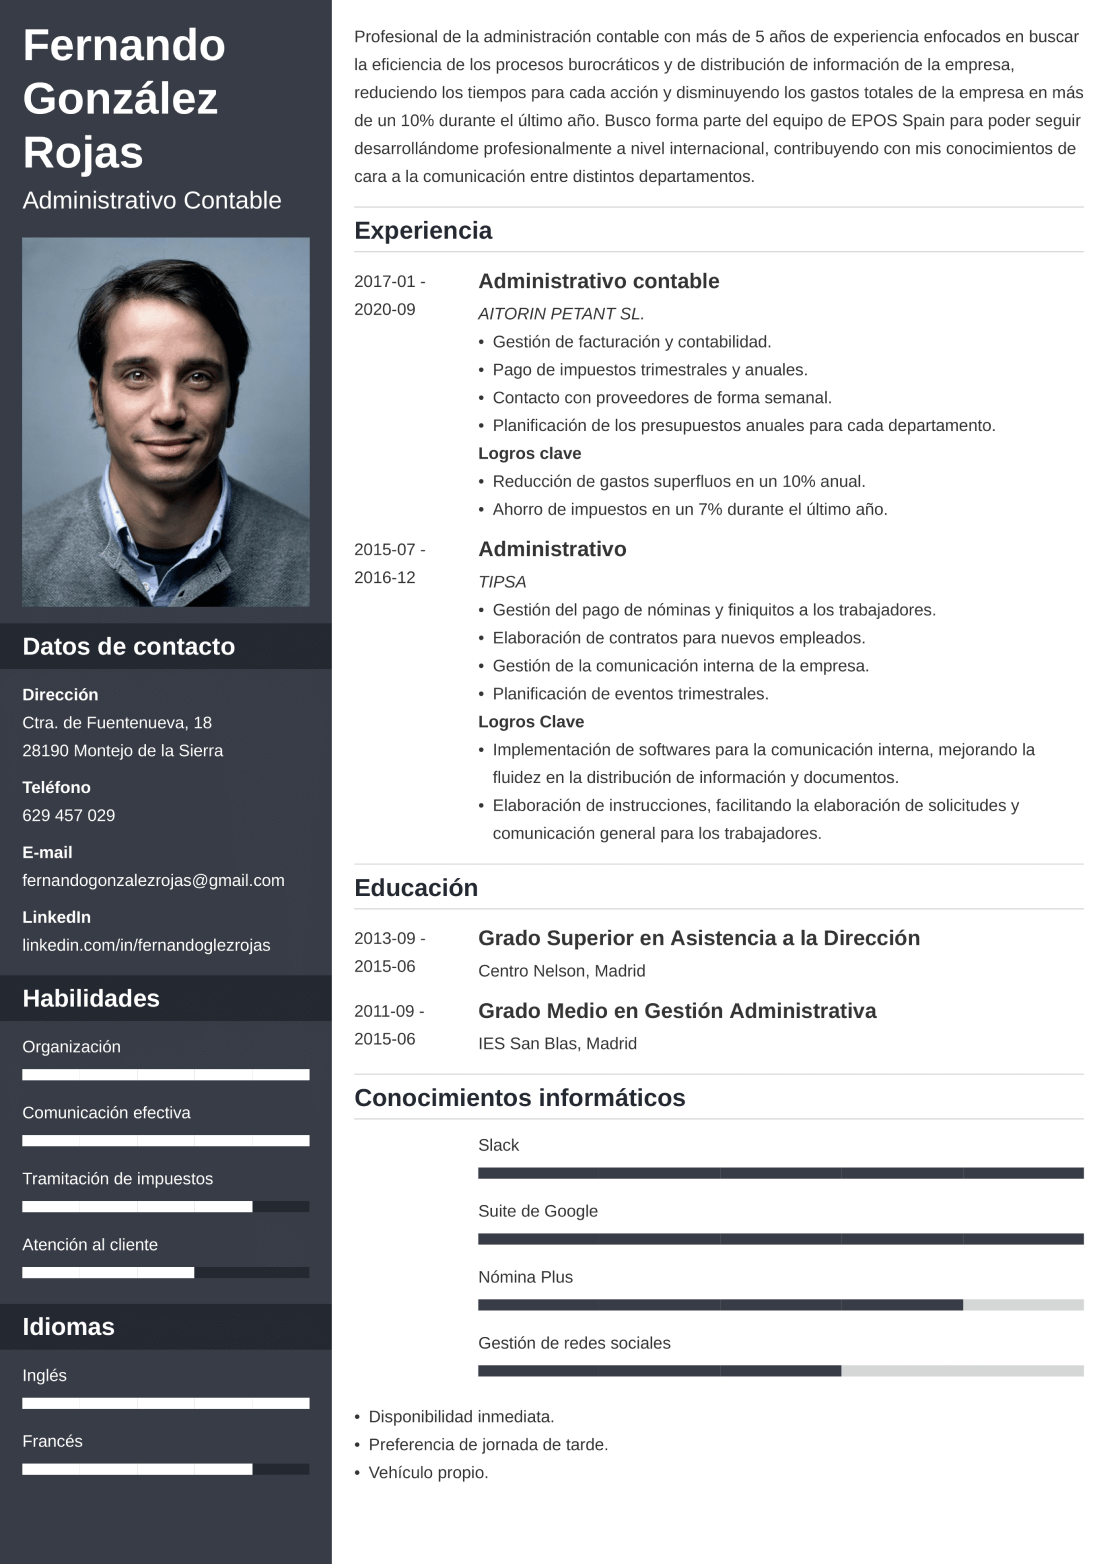 Fernando
González
Rojas
Administrativo Contable
Datos de contacto
Dirección
Ctra. de Fuentenueva, 18
28190 Montejo de la Sierra
Teléfono
629 457 029
E-mail
fernandogonzalezrojas@gmail.com
LinkedIn
linkedin.com/in/fernandoglezrojas
Habilidades
Organización
Comunicación efectiva
Tramitación de impuestos
Atención al cliente
Idiomas
Inglés
Francés
Profesional de la administración contable con más de 5 años de experiencia enfocados en buscar
la eficiencia de los procesos burocráticos y de distribución de información de la empresa,
reduciendo los tiempos para cada acción y disminuyendo los gastos totales de la empresa en más
de un 10% durante el último año. Busco forma parte del equipo de EPOS Spain para poder seguir
desarrollándome profesionalmente a nivel internacional, contribuyendo con mis conocimientos de
cara a la comunicación entre distintos departamentos.
Experiencia
2017-01 -
2020-09
Administrativo contable
AITORIN PETANT SL.
• Gestión de facturación y contabilidad.
• Pago de impuestos trimestrales y anuales.
• Contacto con proveedores de forma semanal.
• Planificación de los presupuestos anuales para cada departamento.
Logros clave
• Reducción de gastos superfluos en un 10% anual.
• Ahorro de impuestos en un 7% durante el último año.
2015-07 -
2016-12
Administrativo
TIPSA
• Gestión del pago de nóminas y finiquitos a los trabajadores.
• Elaboración de contratos para nuevos empleados.
• Gestión de la comunicación interna de la empresa.
• Planificación de eventos trimestrales.
Logros Clave
• Implementación de softwares para la comunicación interna, mejorando la
fluidez en la distribución de información y documentos.
• Elaboración de instrucciones, facilitando la elaboración de solicitudes y
comunicación general para los trabajadores.
Educación
2013-09 -
2015-06
Grado Superior en Asistencia a la Dirección
Centro Nelson, Madrid
2011-09 -
2015-06
Grado Medio en Gestión Administrativa
IES San Blas, Madrid
Conocimientos informáticos
Slack
Suite de Google
Nómina Plus
Gestión de redes sociales
• Disponibilidad inmediata.
• Preferencia de jornada de tarde.
• Vehículo propio.